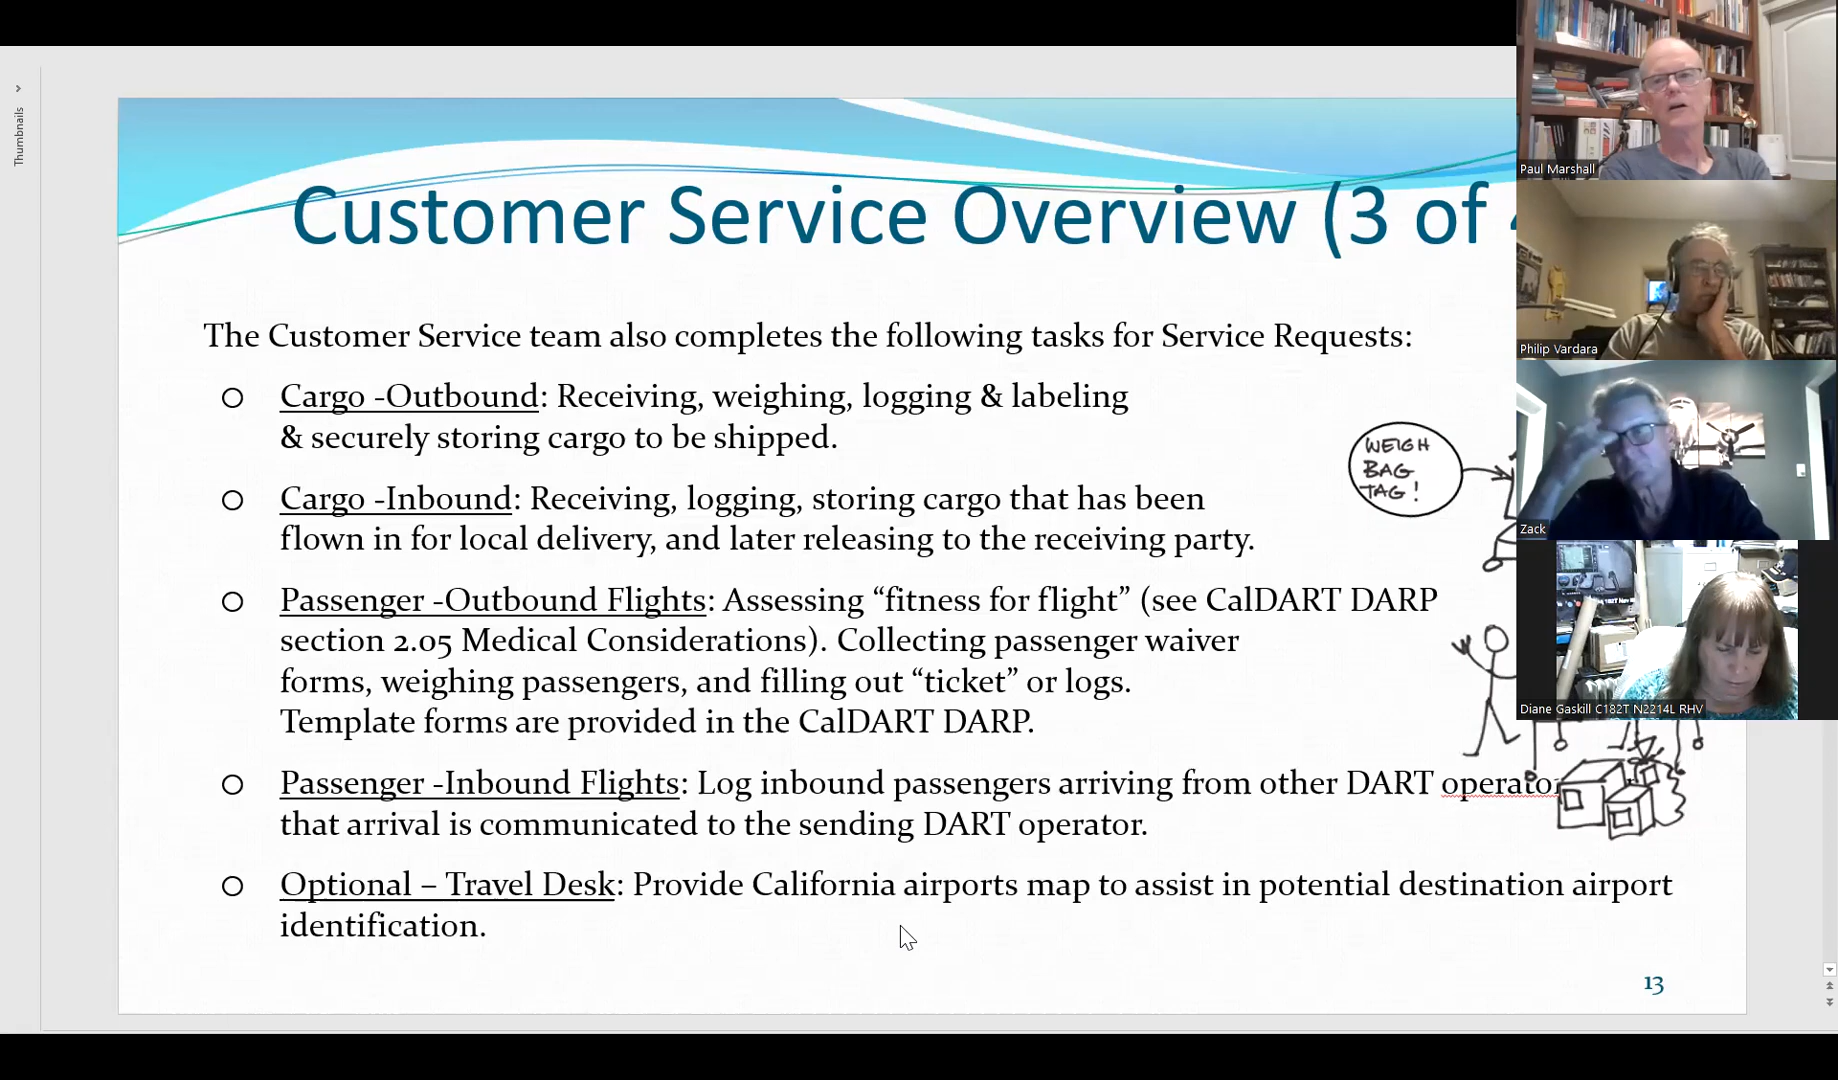 Thumbnails
Customer Service Overview (3 of
The Customer Service team also completes the following tasks for Service Requests:
Cargo -Outbound: Receiving, weighing, logging & labeling
& securely storing cargo to be shipped.
Cargo -Inbound: Receiving, logging, storing cargo that has been
flown in for local delivery, and later releasing to the receiving party.
Passenger -Outbound Flights: Assessing “fitness for flight” (see CalDART DARP
section 2.05 Medical Considerations). Collecting passenger waiver
forms, weighing passengers, and filling out “ticket” or logs.
Template forms are provided in the CalDART DARP.
Passenger -Inbound Flights: Log inbound passengers arriving from other DART
that arrival is communicated to the sending DART operator.
Optional – Travel Desk: Provide California airports map to assist in potential destination airport
identification.
WEIGH
BAG
TAG!
13
Paul Marshall
Philip Vardara
Zack
Diane Gaskill C182T N2214L RHV